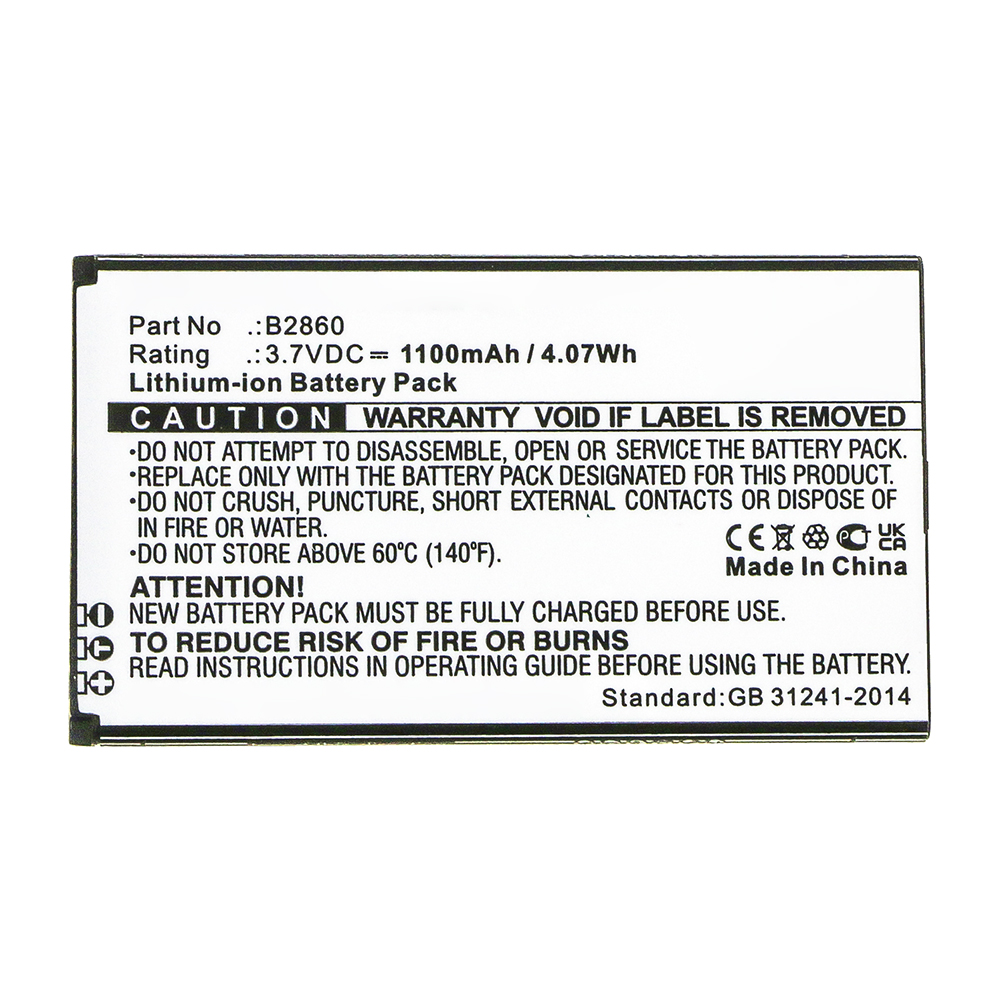 Part No .:B2860
Rating .:3.7VDC⎓ 1100mAh / 4.07Wh
Lithium-ion Battery Pack
CAUTION WARRANTY VOID IF LABEL IS REMOVED
•DO NOT ATTEMPT TO DISASSEMBLE, OPEN OR SERVICE THE BATTERY PACK.
•REPLACE ONLY WITH THE BATTERY PACK DESIGNATED FOR THE PRODUCT.
•DO NOT CRUSH, PUNCTURE, SHORT EXTERNAL CONTACTS OR DISPOSE OF
IN FIRE OR WATER.
•DO NOT STORE ABOVE 60°C (140°F).
CE PCT UKCA
Made In China
ATTENTION!
NEW BATTERY PACK MUST BE FULLY CHARGED BEFORE USE.
TO REDUCE RISK OF FIRE OR BURNS
READ INSTRUCTIONS IN OPERATING GUIDE BEFORE USING THE BATTERY.
Standard:GB 31241-2014